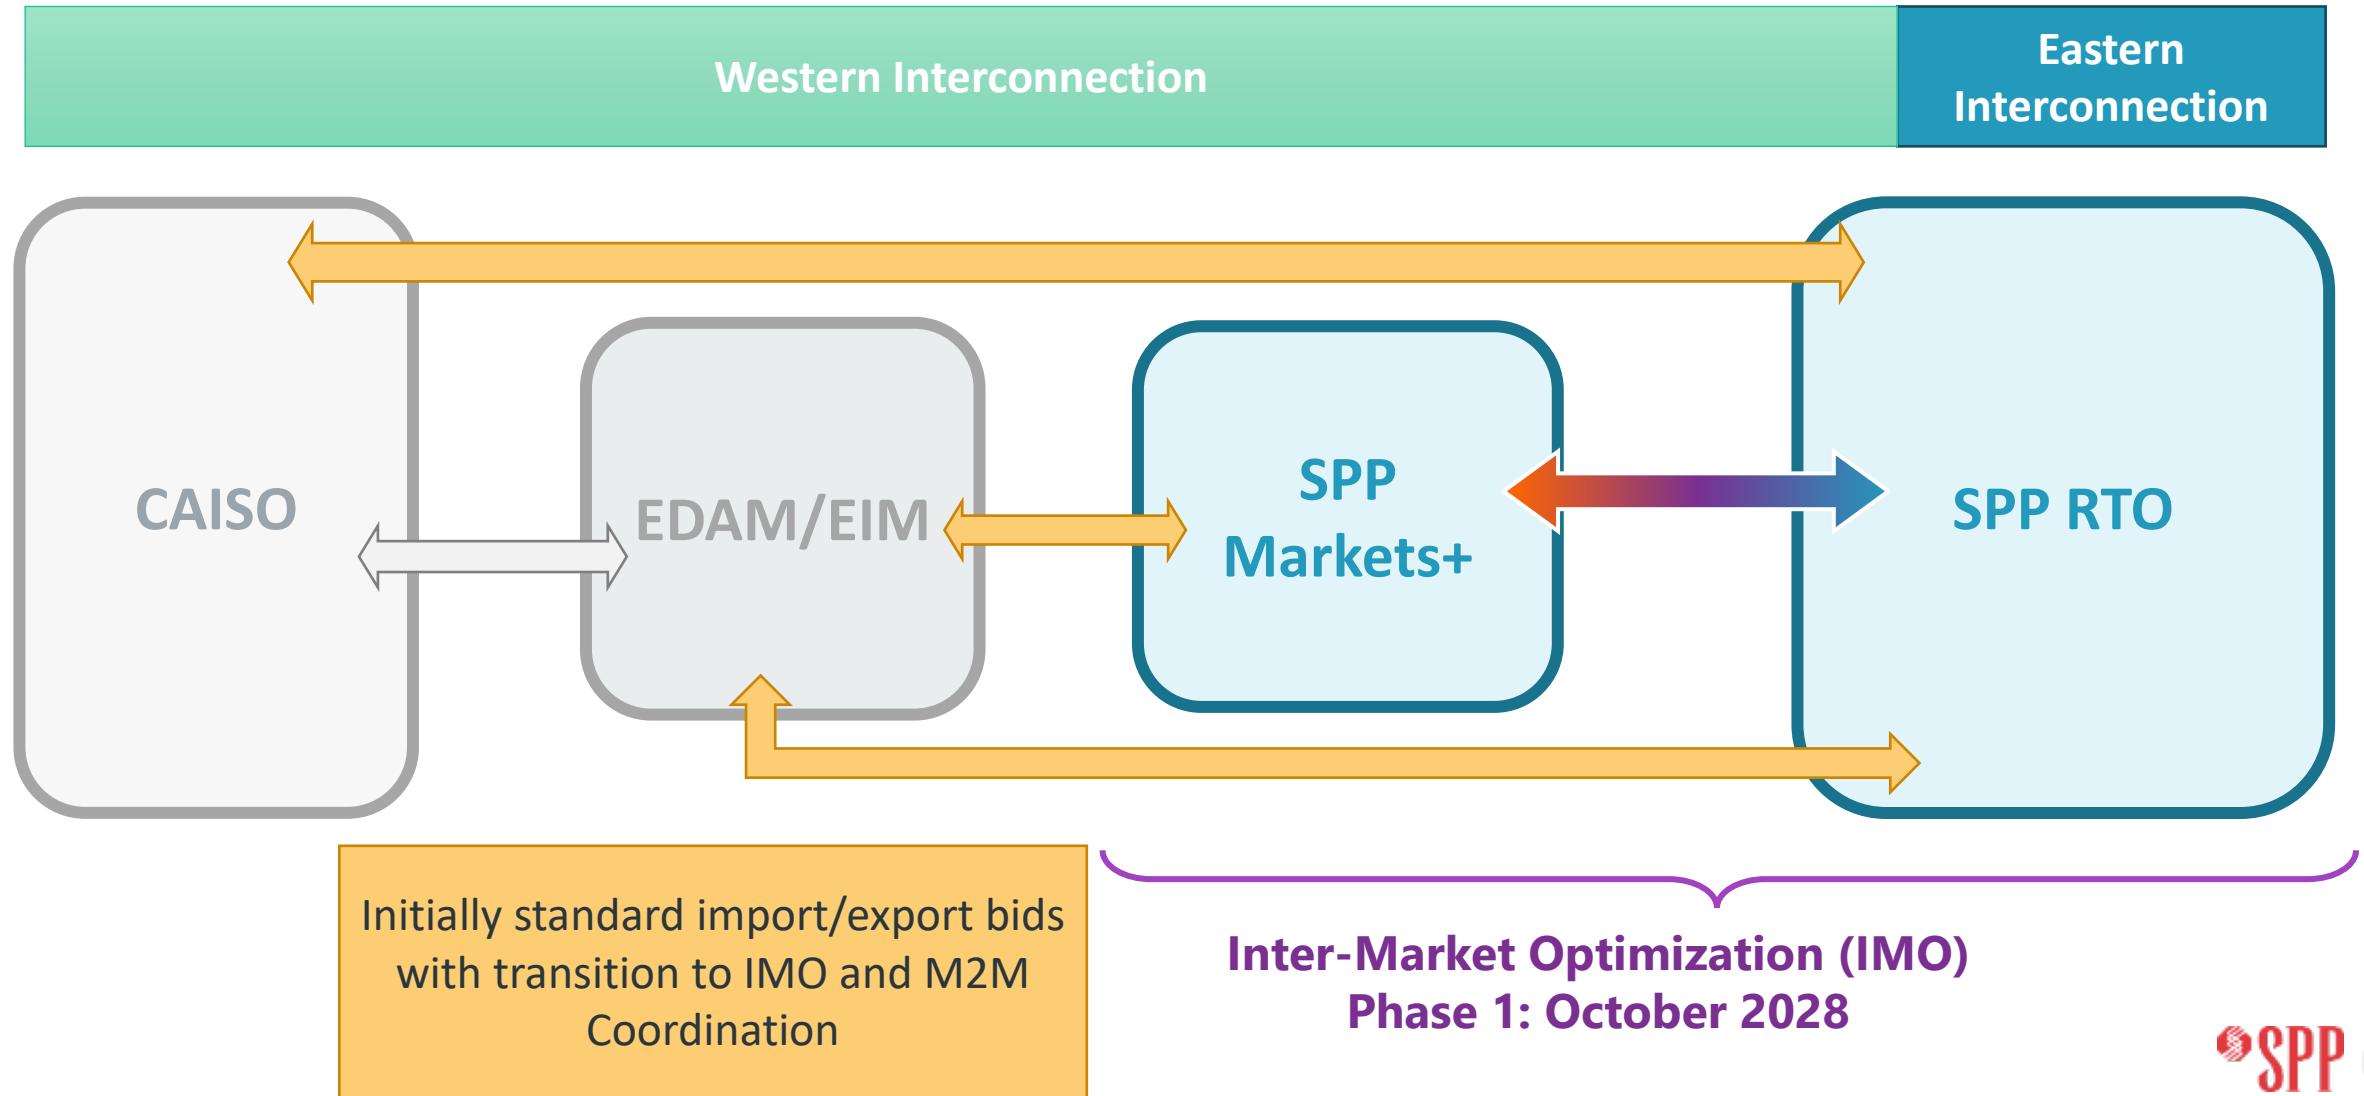 Western Interconnection
Eastern
Interconnection
CAISO
EDAM/EIM
SPP
Markets+
SPP RTO
Initially standard import/export bids
with transition to IMO and M2M
Coordination
Inter-Market Optimization (IMO)
Phase 1: October 2028
SPP